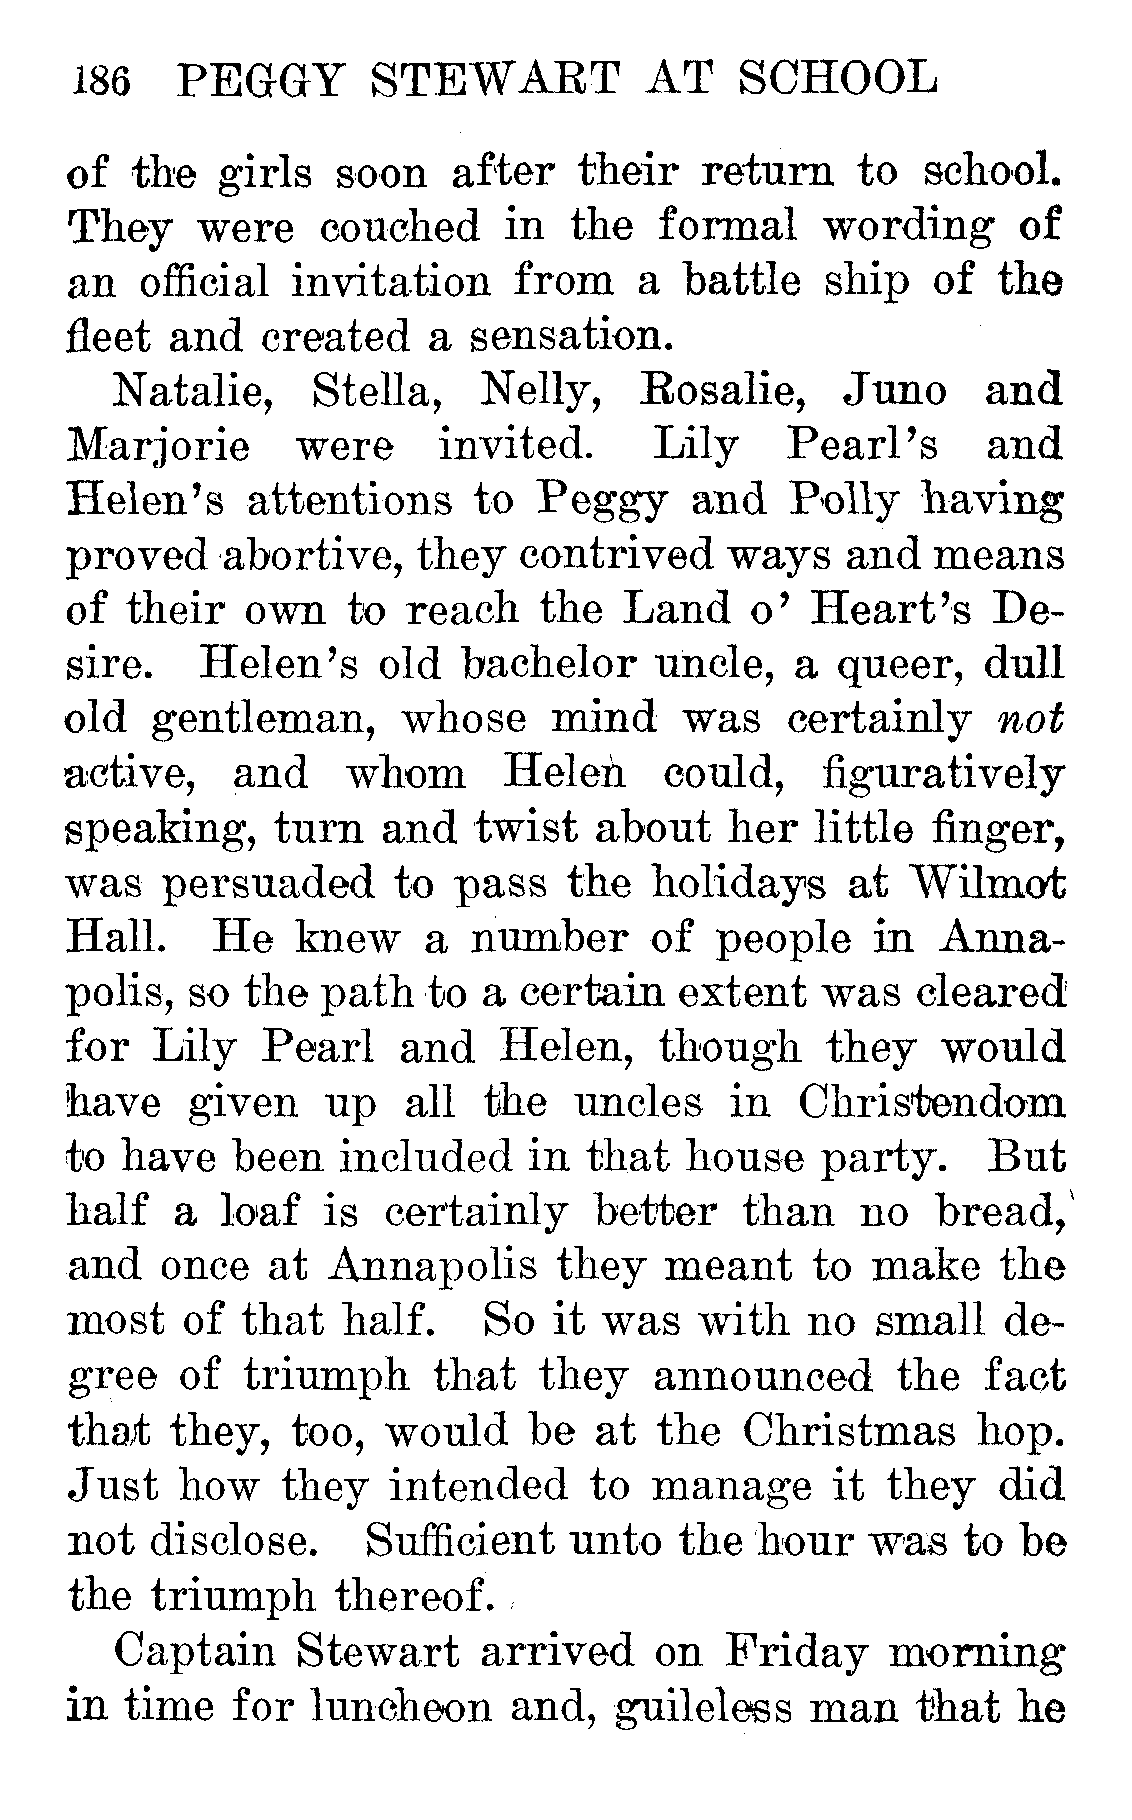 186 PEGGY STEWART AT SCHOOL
of the girls soon after their return to school.
They were couched in the formal wording of
an official invitation from a battle ship of the
fleet and created a sensation.
Natalie, Stella, Nelly, Rosalie, Juno and
Marjorie were invited. Lily Pearl's and
Helen's attentions to Peggy and Polly having
proved abortive, they contrived ways and means
of their own to reach the Land o' Heart's De-
sire. Helen's old bachelor uncle, a queer, dull
old gentleman, whose mind was certainly not
active, and whom Helen could, figuratively
speaking, turn and twist about her little finger,
was persuaded to pass the holidays at Wilmot
Hall. He knew a number of people in Anna-
polis, so the path to a certain extent was cleared
for Lily Pearl and Helen, though they would
have given up all the uncles in Christendom
to have been included in that house party. But
half a loaf is certainly better than no bread,
and once at Annapolis they meant to make the
most of that half. So it was with no small de-
gree of triumph that they announced the fact
that they, too, would be at the Christmas hop.
Just how they intended to manage it they did
not disclose. Sufficient unto the hour was to be
the triumph thereof.
Captain Stewart arrived on Friday morning
in time for luncheon and, guileless man that he